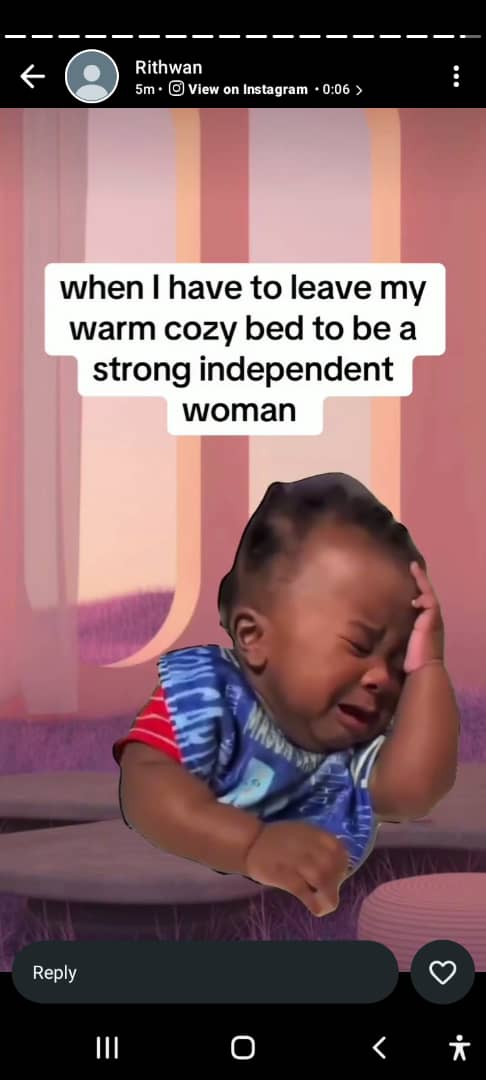 Rithwan
5m • View on Instagram • 0:06 >
when I have to leave my
warm cozy bed to be a
strong independent
woman
Reply